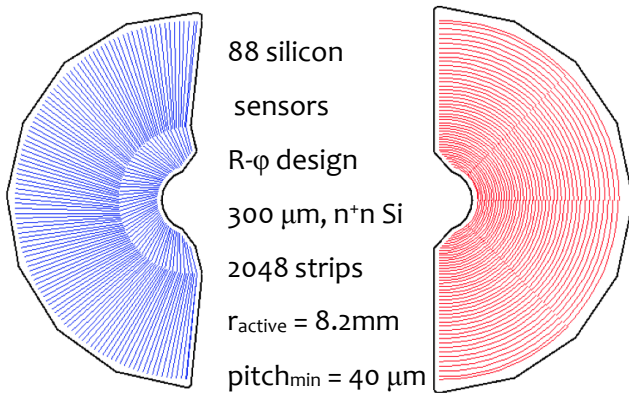 88 silicon
sensors
R-φ design
300 μm, n⁺n Si
2048 strips
r_active = 8.2mm
pitch_min = 40 μm